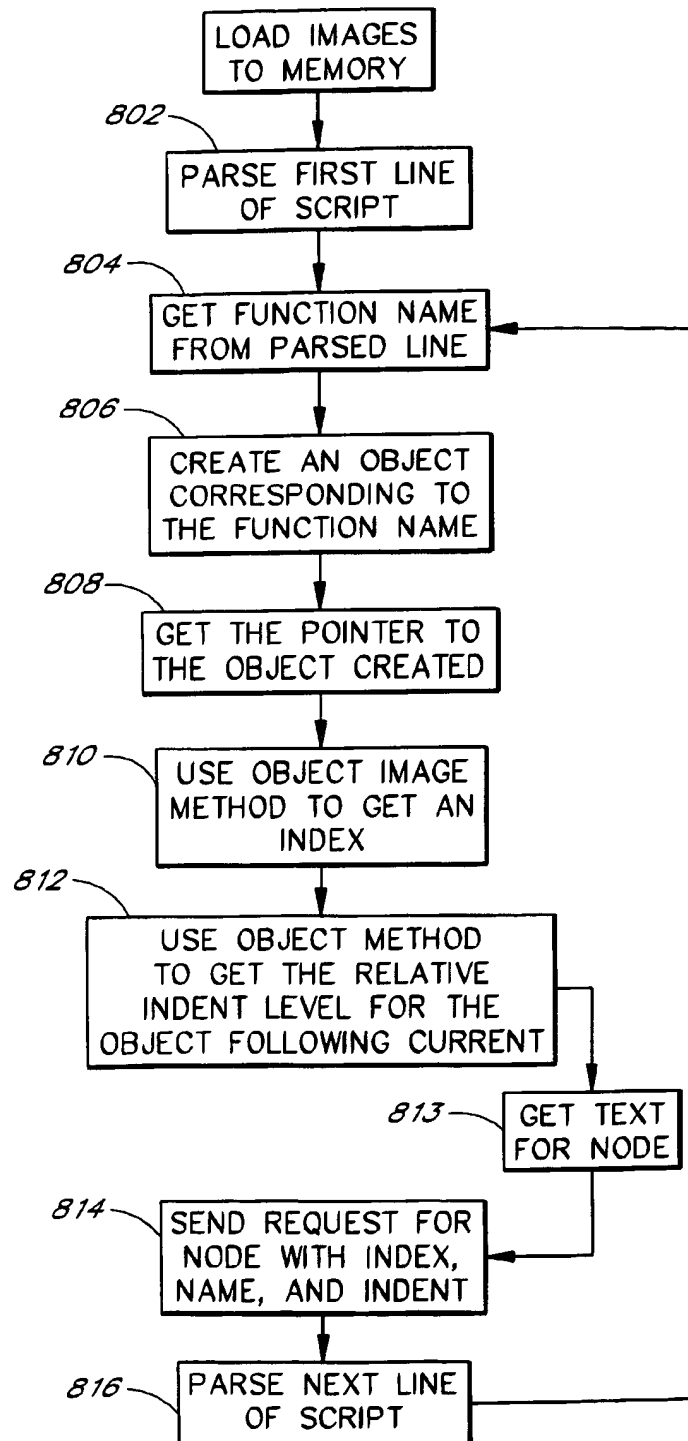 LOAD IMAGES
TO MEMORY
802
PARSE FIRST LINE
OF SCRIPT
804
GET FUNCTION NAME
FROM PARSED LINE
806
CREATE AN OBJECT
CORRESPONDING TO
THE FUNCTION NAME
808
GET THE POINTER TO
THE OBJECT CREATED
810
USE OBJECT IMAGE
METHOD TO GET AN
INDEX
812
USE OBJECT METHOD
TO GET THE RELATIVE
INDENT LEVEL FOR THE
OBJECT FOLLOWING CURRENT
813
GET TEXT
FOR NODE
814
SEND REQUEST FOR
NODE WITH INDEX,
NAME, AND INDENT
816
PARSE NEXT LINE
OF SCRIPT